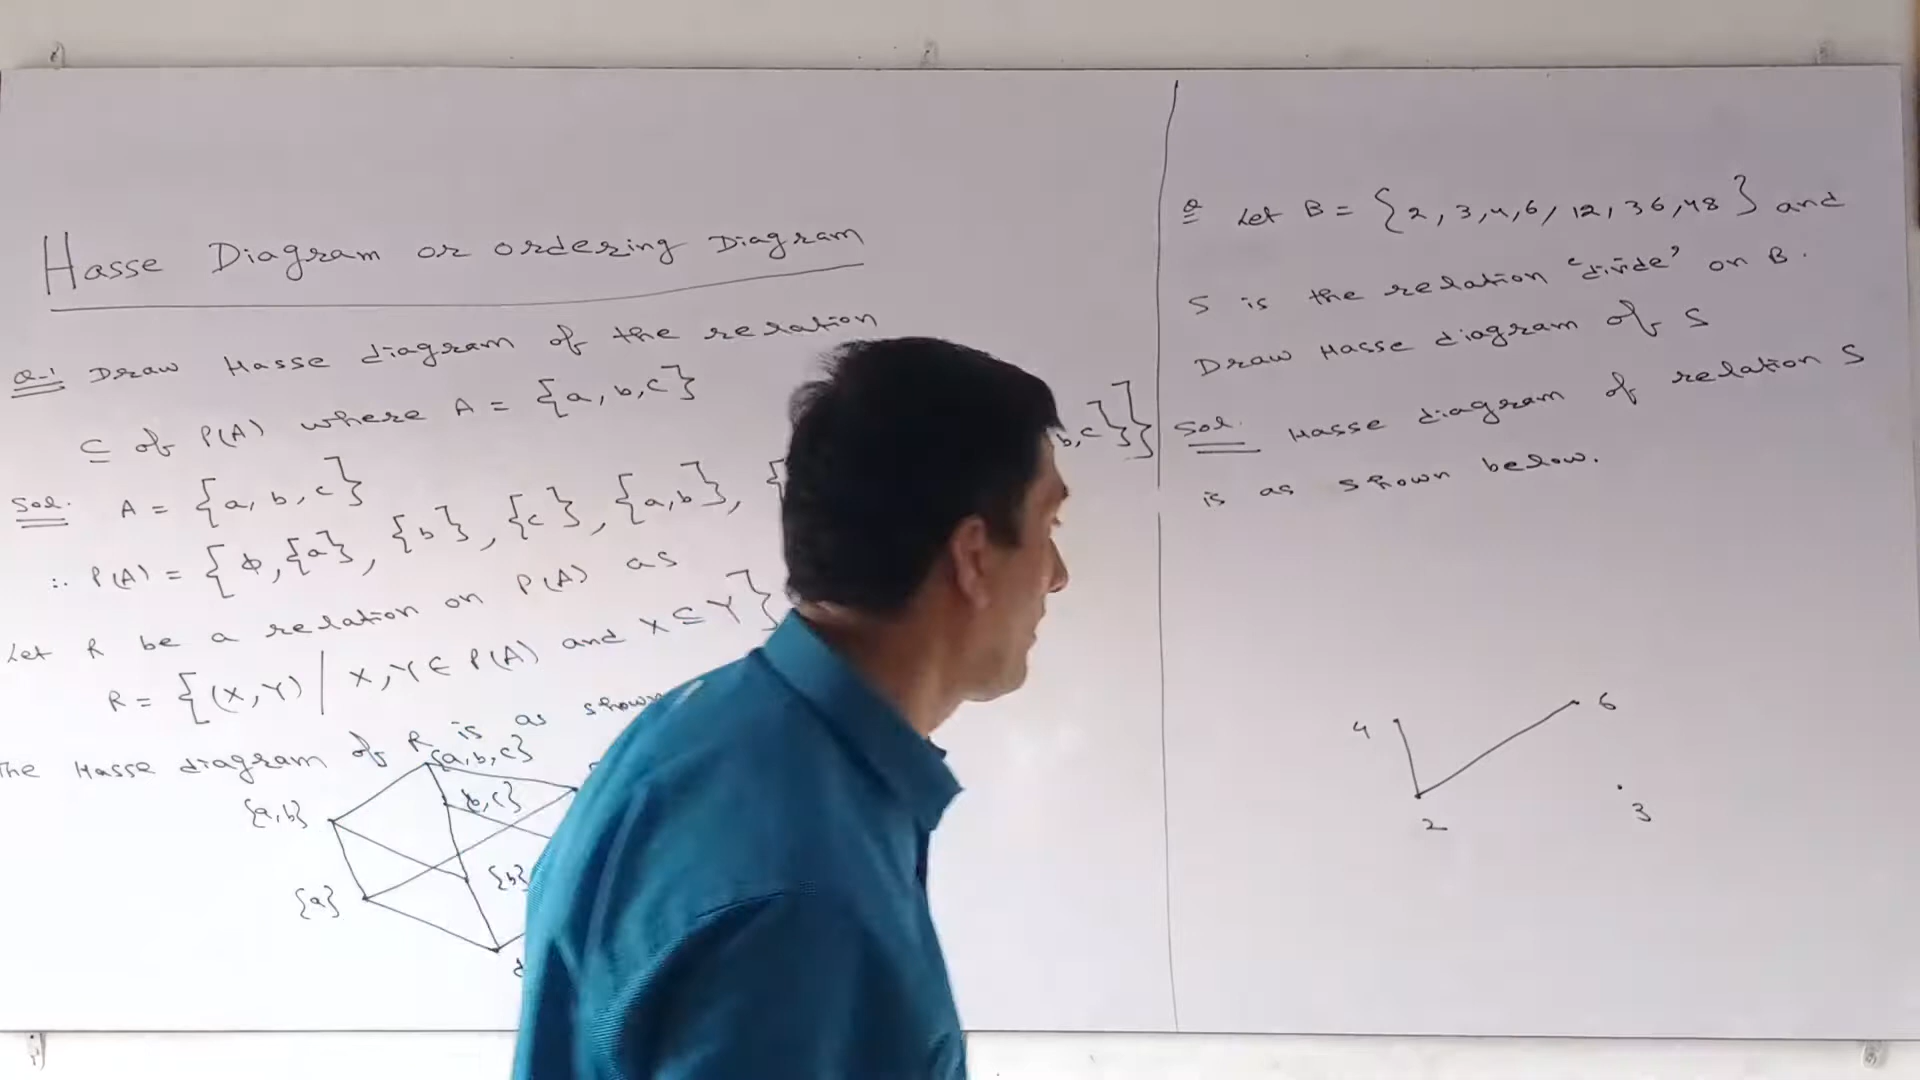 Hasse Diagram or ordering Diagram
Q-1 Draw Hasse diagram of the relation
⊆ of P(A) where A = {a, b, c}
Sol. A = {a, b, c}
∴ P(A) = { ϕ, {a}, {b}, {c}, {a,b}, { b,c}}
Let R be a relation on P(A) as
R = {(X,Y) | X,Y ∈ P(A) and X ⊆ Y}
The Hasse diagram of R is as shown
{a,b,c}
{a,b} b,c}
{a} {b}
Q Let B = {2, 3, 4, 6, 12, 36, 48} and
S is the relation 'divide' on B.
Draw Hasse diagram of S
Sol. Hasse diagram of relation S
is as shown below.
4 6
2 3